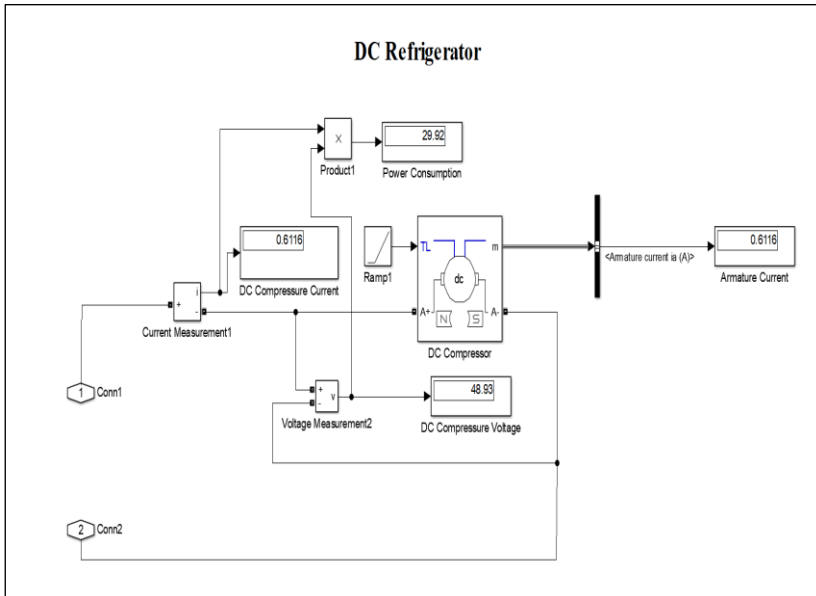 DC Refrigerator
29.92
×
Product1
Power Consumption
0.6116
DC Compressure Current
TL
m
dc
Ramp1
<Armature current ia (A)>
0.6116
Armature Current
i
+
-
Current Measurement1
A+
N
S
A-
DC Compressor
1
Conn1
+
-
v
Voltage Measurement2
48.93
DC Compressure Voltage
2
Conn2